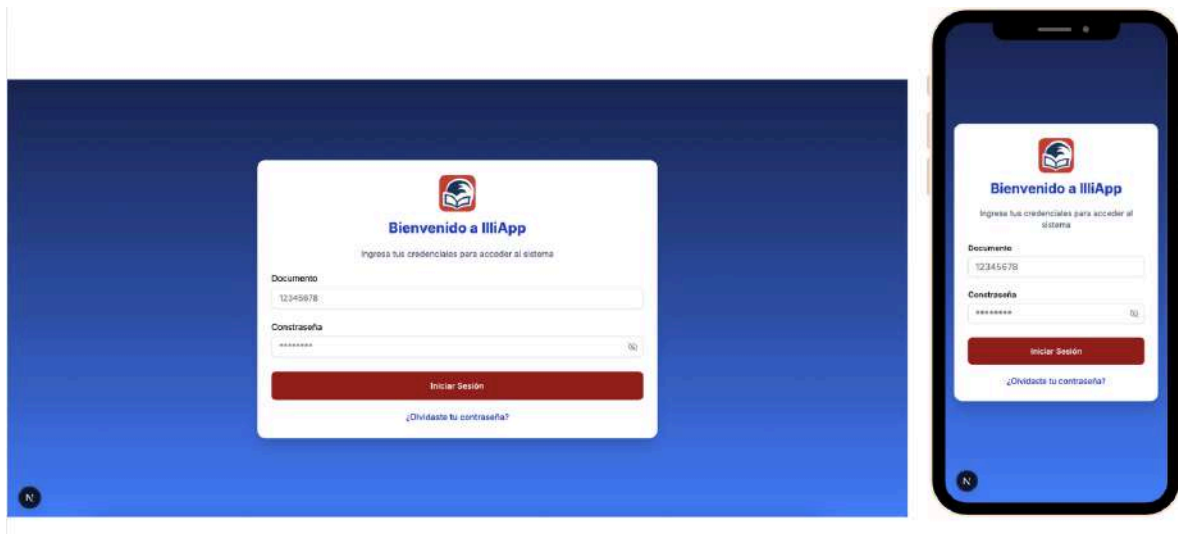 Bienvenido a IlliApp
Ingresa tus credenciales para acceder al sistema
Documento
12345678
Constraseña
********
Iniciar Sesión
¿Olvidaste tu contraseña?
N
Bienvenido a IlliApp
Ingresa tus credenciales para acceder al
sistema
Documento
12345678
Constraseña
********
Iniciar Sesión
¿Olvidaste tu contraseña?
N